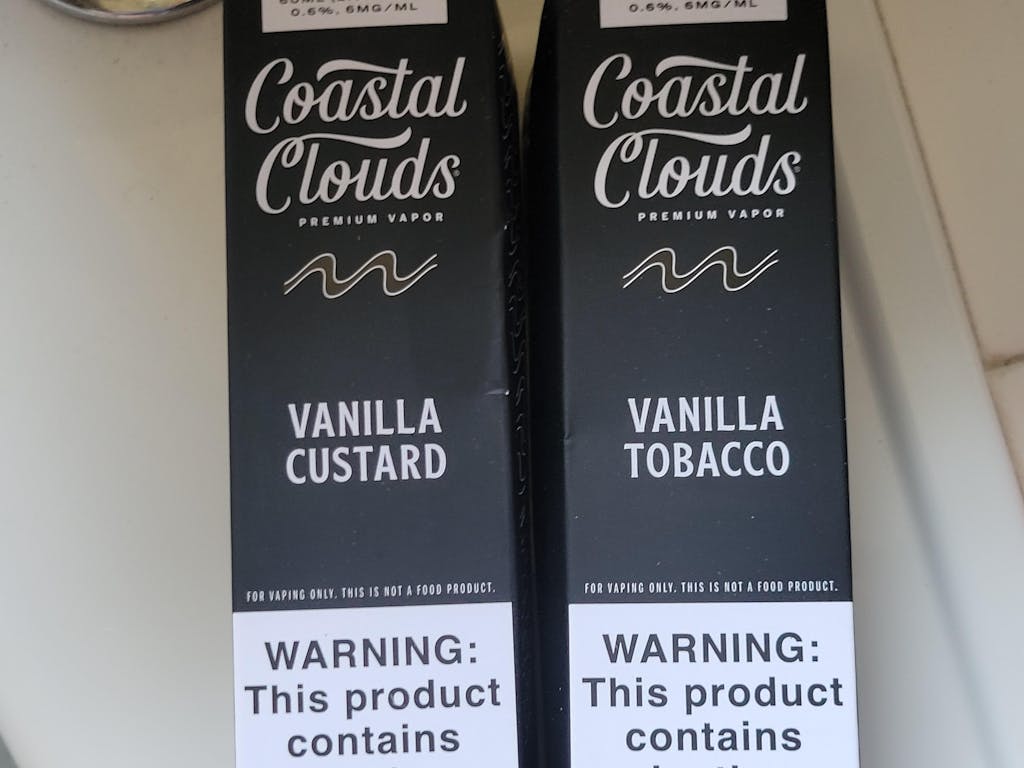 0.6%, 6MG/ML
Coastal
Clouds
PREMIUM VAPOR
VANILLA
CUSTARD
FOR VAPING ONLY. THIS IS NOT A FOOD PRODUCT.
WARNING:
This product
contains
0.6%, 6MG/ML
Coastal
Clouds
PREMIUM VAPOR
VANILLA
TOBACCO
FOR VAPING ONLY. THIS IS NOT A FOOD PRODUCT.
WARNING:
This product
contains